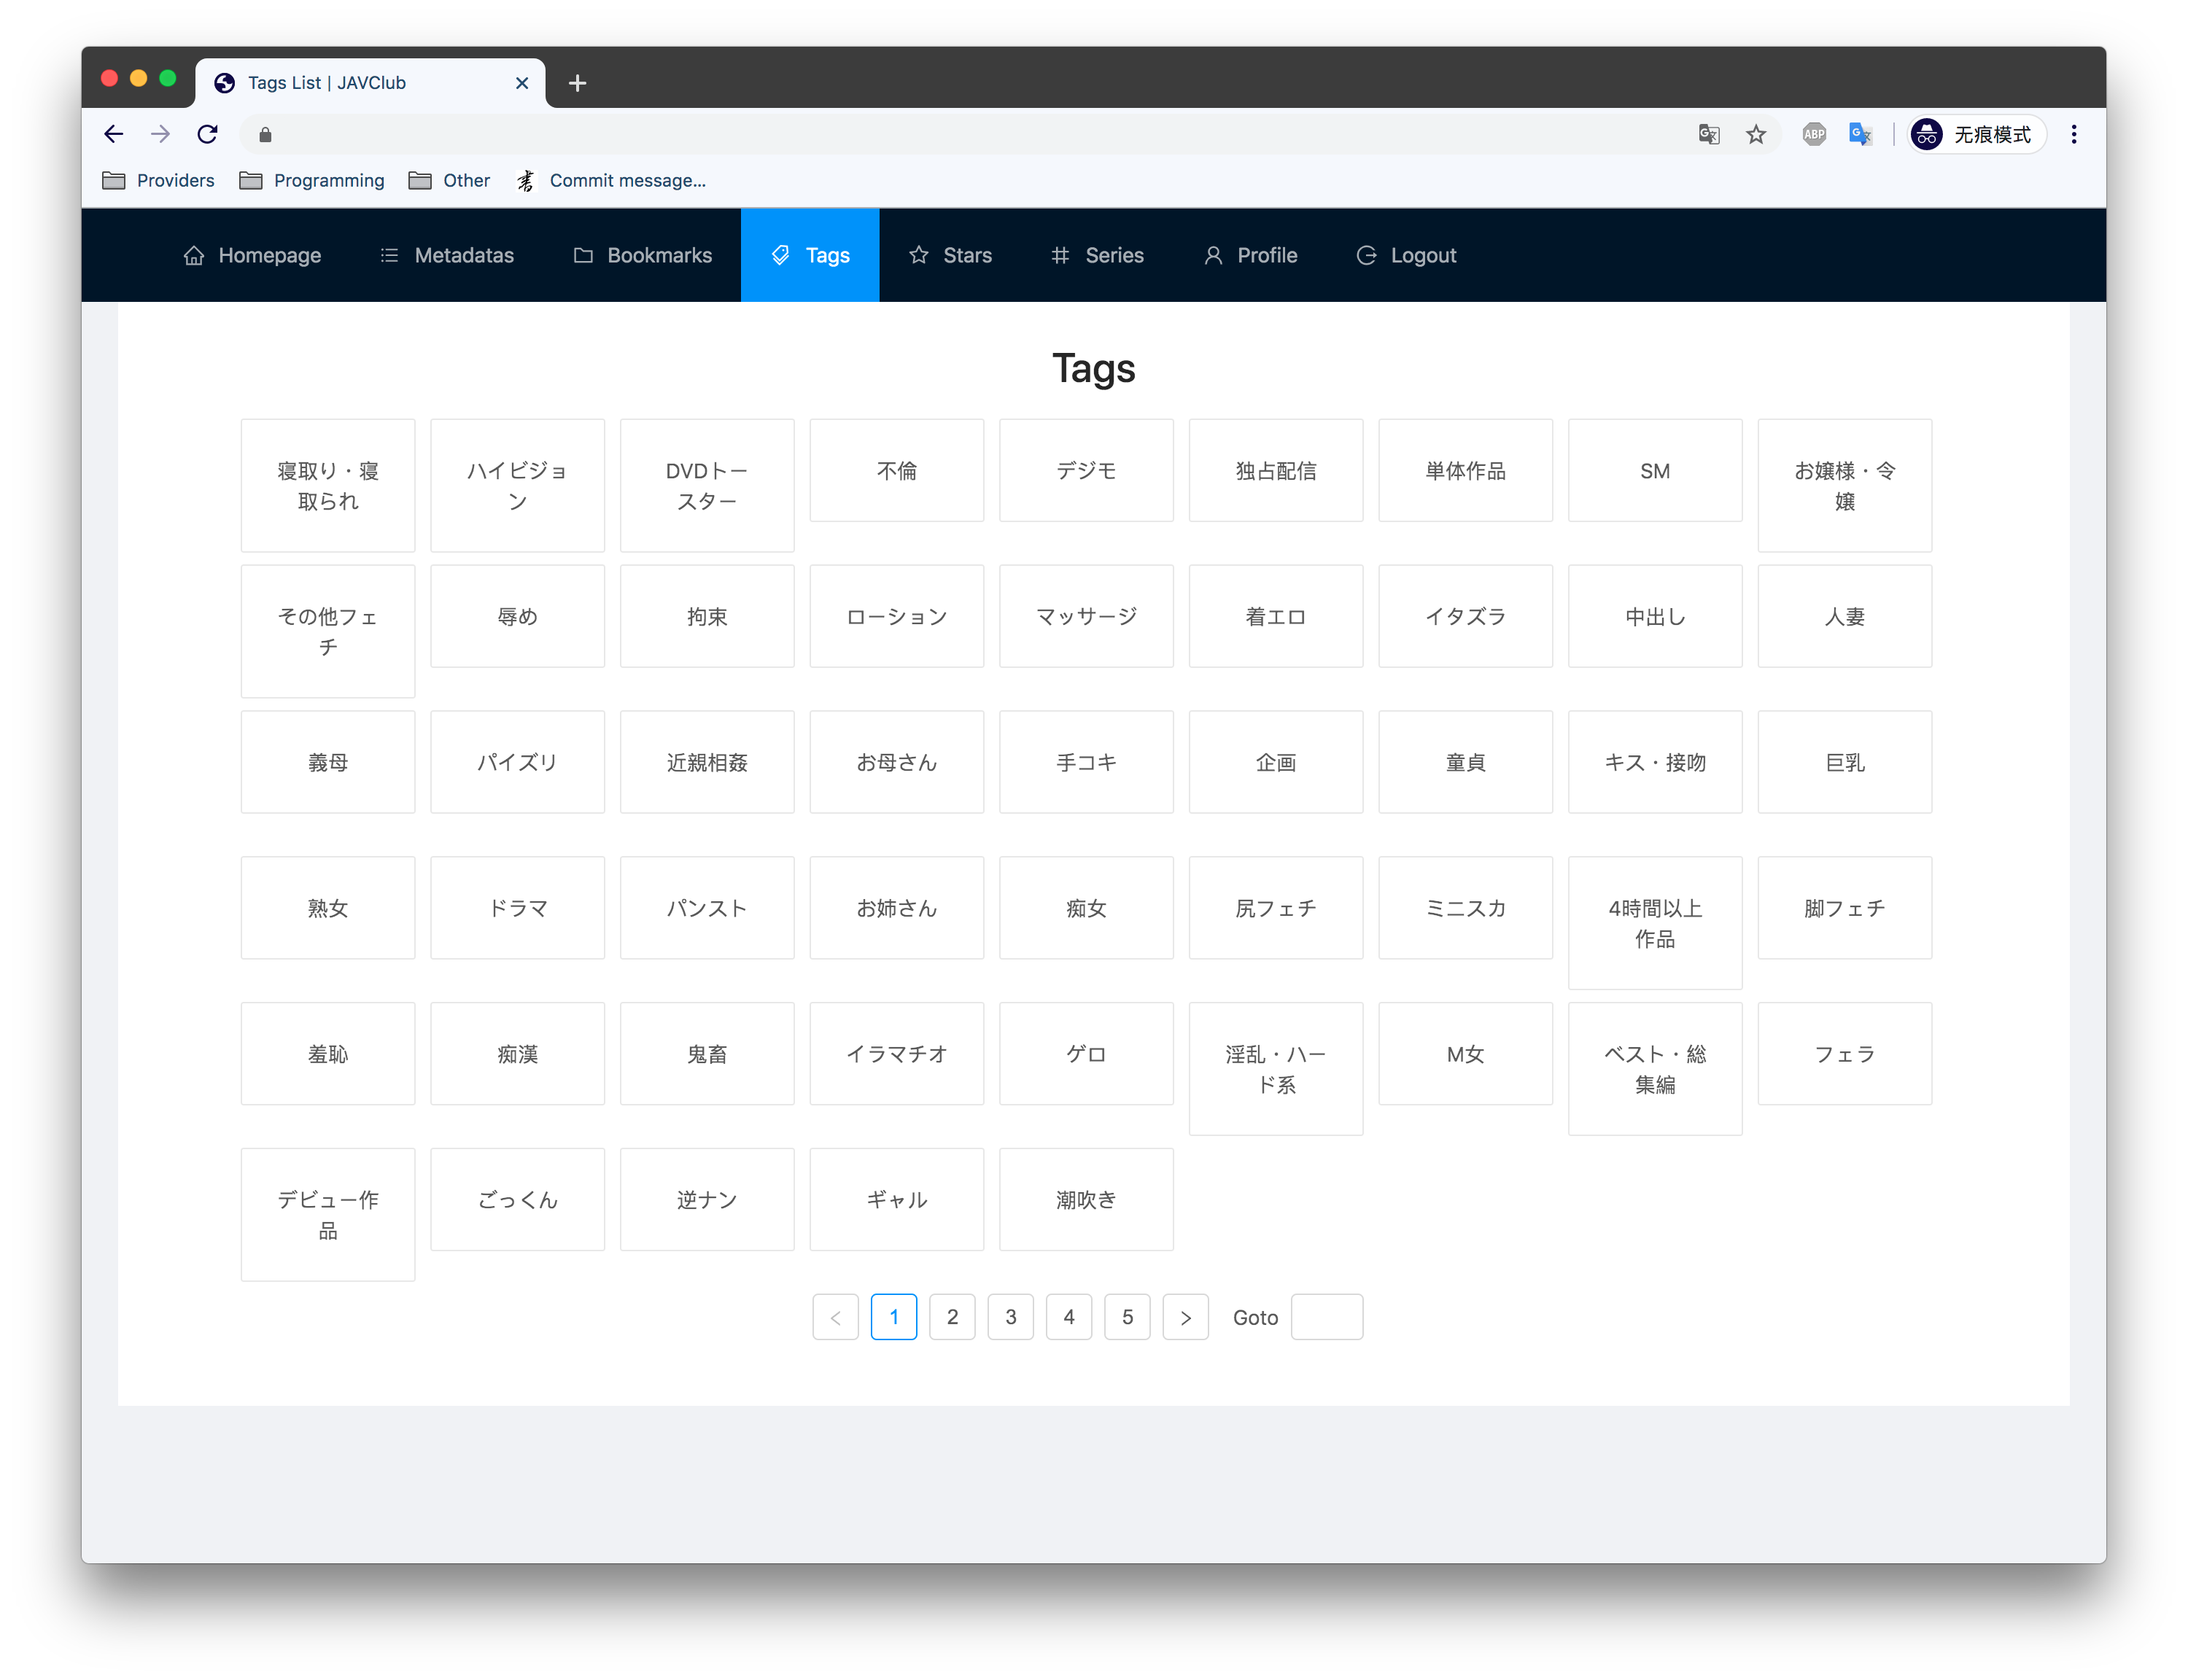 Tags List | JAVClub
无痕模式
Providers
Programming
Other
Commit message...
Homepage
Metadatas
Bookmarks
Tags
Stars
Series
Profile
Logout
Tags
寝取り・寝
取られ
ハイビジョ
ン
DVDトー
スター
不倫
デジモ
独占配信
単体作品
SM
お嬢様・令
嬢
その他フェ
チ
辱め
拘束
ローション
マッサージ
着エロ
イタズラ
中出し
人妻
義母
パイズリ
近親相姦
お母さん
手コキ
企画
童貞
キス・接吻
巨乳
熟女
ドラマ
パンスト
お姉さん
痴女
尻フェチ
ミニスカ
4時間以上
作品
脚フェチ
羞恥
痴漢
鬼畜
イラマチオ
ゲロ
淫乱・ハー
ド系
M女
ベスト・総
集編
フェラ
デビュー作
品
ごっくん
逆ナン
ギャル
潮吹き
< 1 2 3 4 5 > Goto